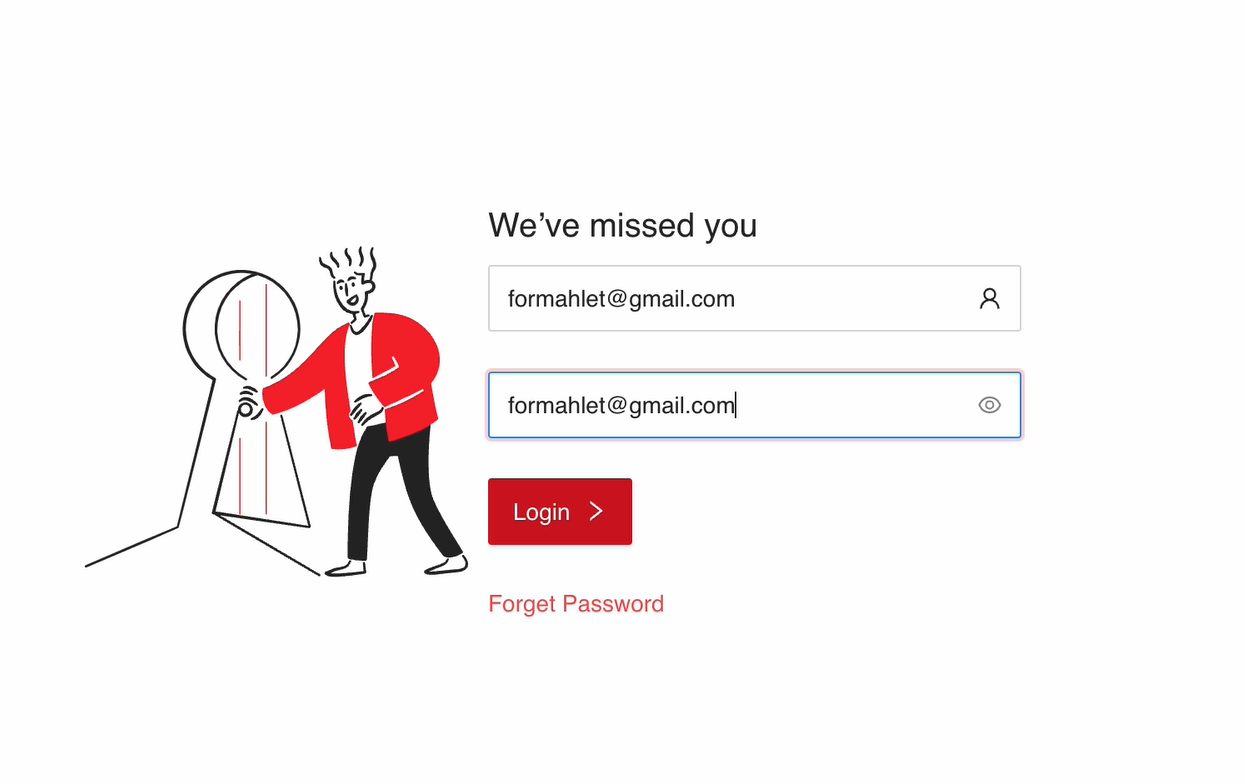 We’ve missed you
formahlet@gmail.com
formahlet@gmail.com
Login
Forget Password